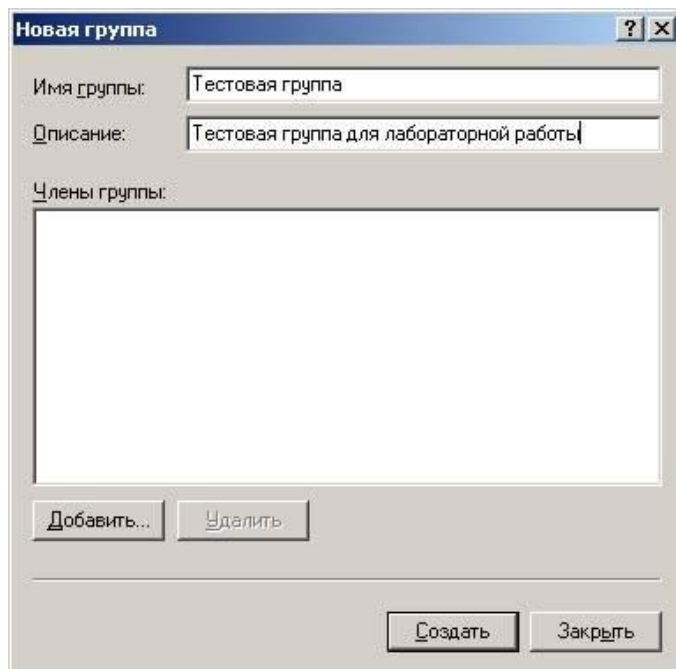 Новая группа
Имя группы: Тестовая группа
Описание: Тестовая группа для лабораторной работы
Члены группы:
Добавить... Удалить
Создать Закрыть